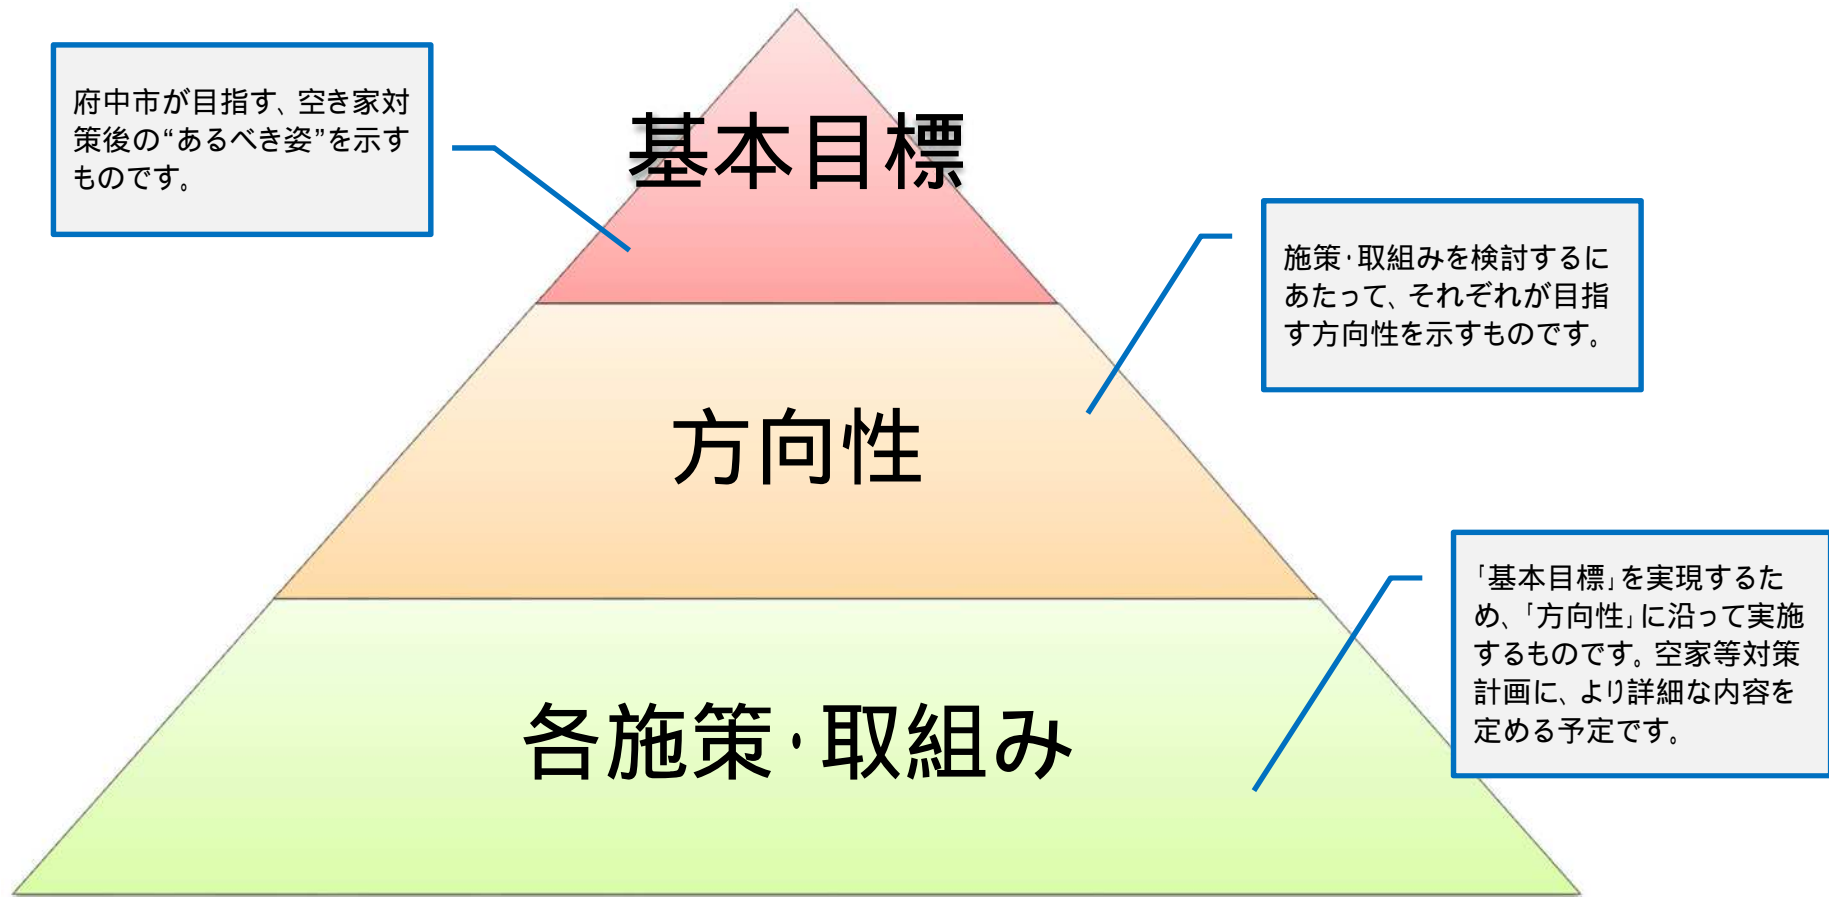 府中市が目指す、空き家対
策後の“あるべき姿”を示す
ものです。
基本目標
施策・取組みを検討するに
あたって、それぞれが目指
す方向性を示すものです。
方向性
「基本目標」を実現するた
め、「方向性」に沿って実施
するものです。空家等対策
計画に、より詳細な内容を
定める予定です。
各施策・取組み